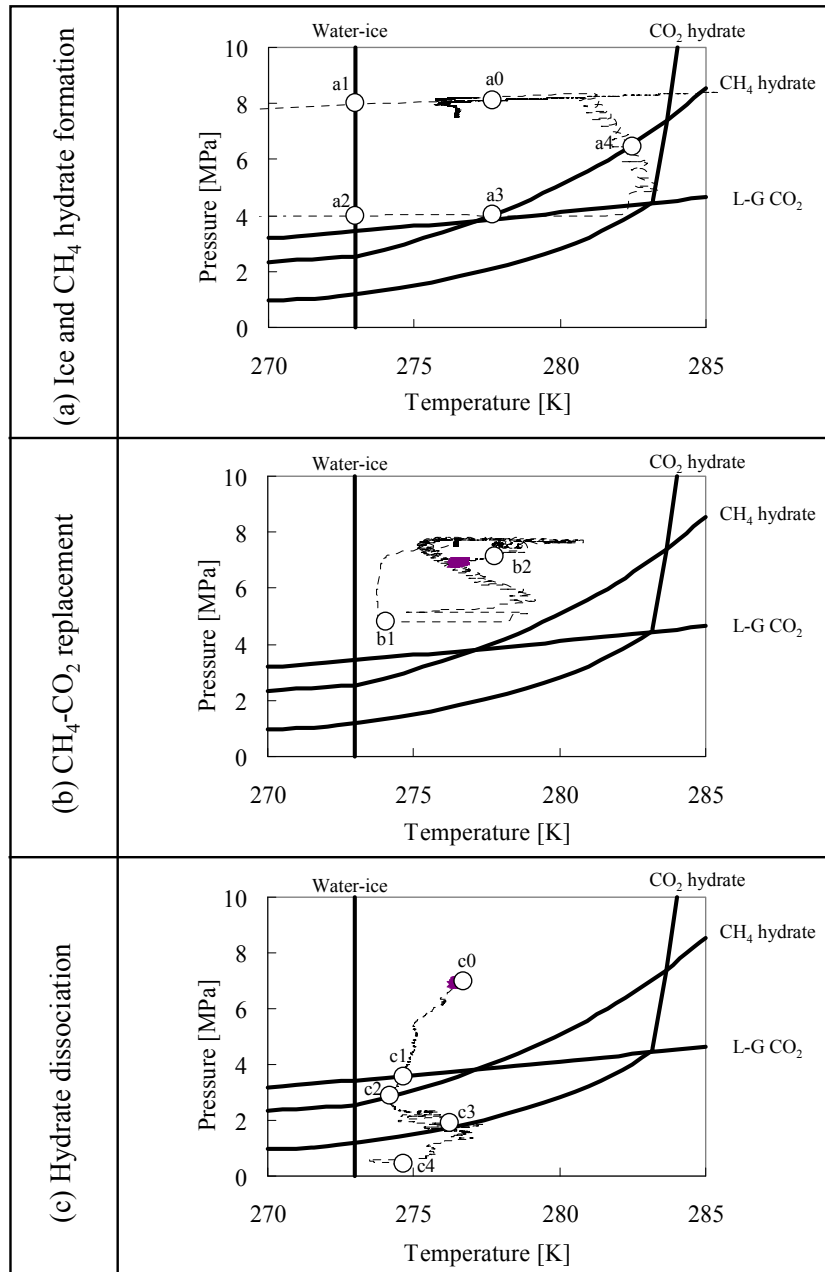 (a) Ice and CH₄ hydrate formation
Water-ice
CO₂ hydrate
CH₄ hydrate
L-G CO₂
a0
a1
a2
a3
a4
Pressure [MPa]
10
8
6
4
2
0
270
275
280
285
Temperature [K]
(b) CH₄-CO₂ replacement
Water-ice
CO₂ hydrate
CH₄ hydrate
L-G CO₂
b1
b2
Pressure [MPa]
10
8
6
4
2
0
270
275
280
285
Temperature [K]
(c) Hydrate dissociation
Water-ice
CO₂ hydrate
CH₄ hydrate
L-G CO₂
c0
c1
c2
c3
c4
Pressure [MPa]
10
8
6
4
2
0
270
275
280
285
Temperature [K]